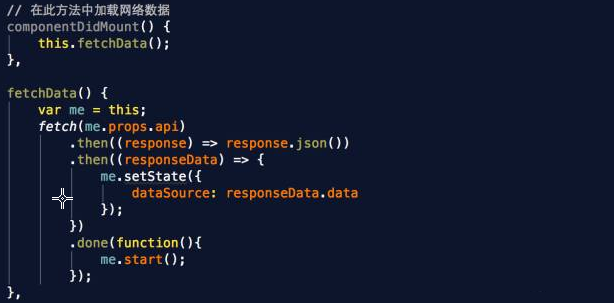 // 在此方法中加载网络数据
componentDidMount() {
    this.fetchData();
},

fetchData() {
    var me = this;
    fetch(me.props.api)
        .then((response) => response.json())
        .then((responseData) => {
            me.setState({
                dataSource: responseData.data
            });
        })
        .done(function(){
            me.start();
        });
},